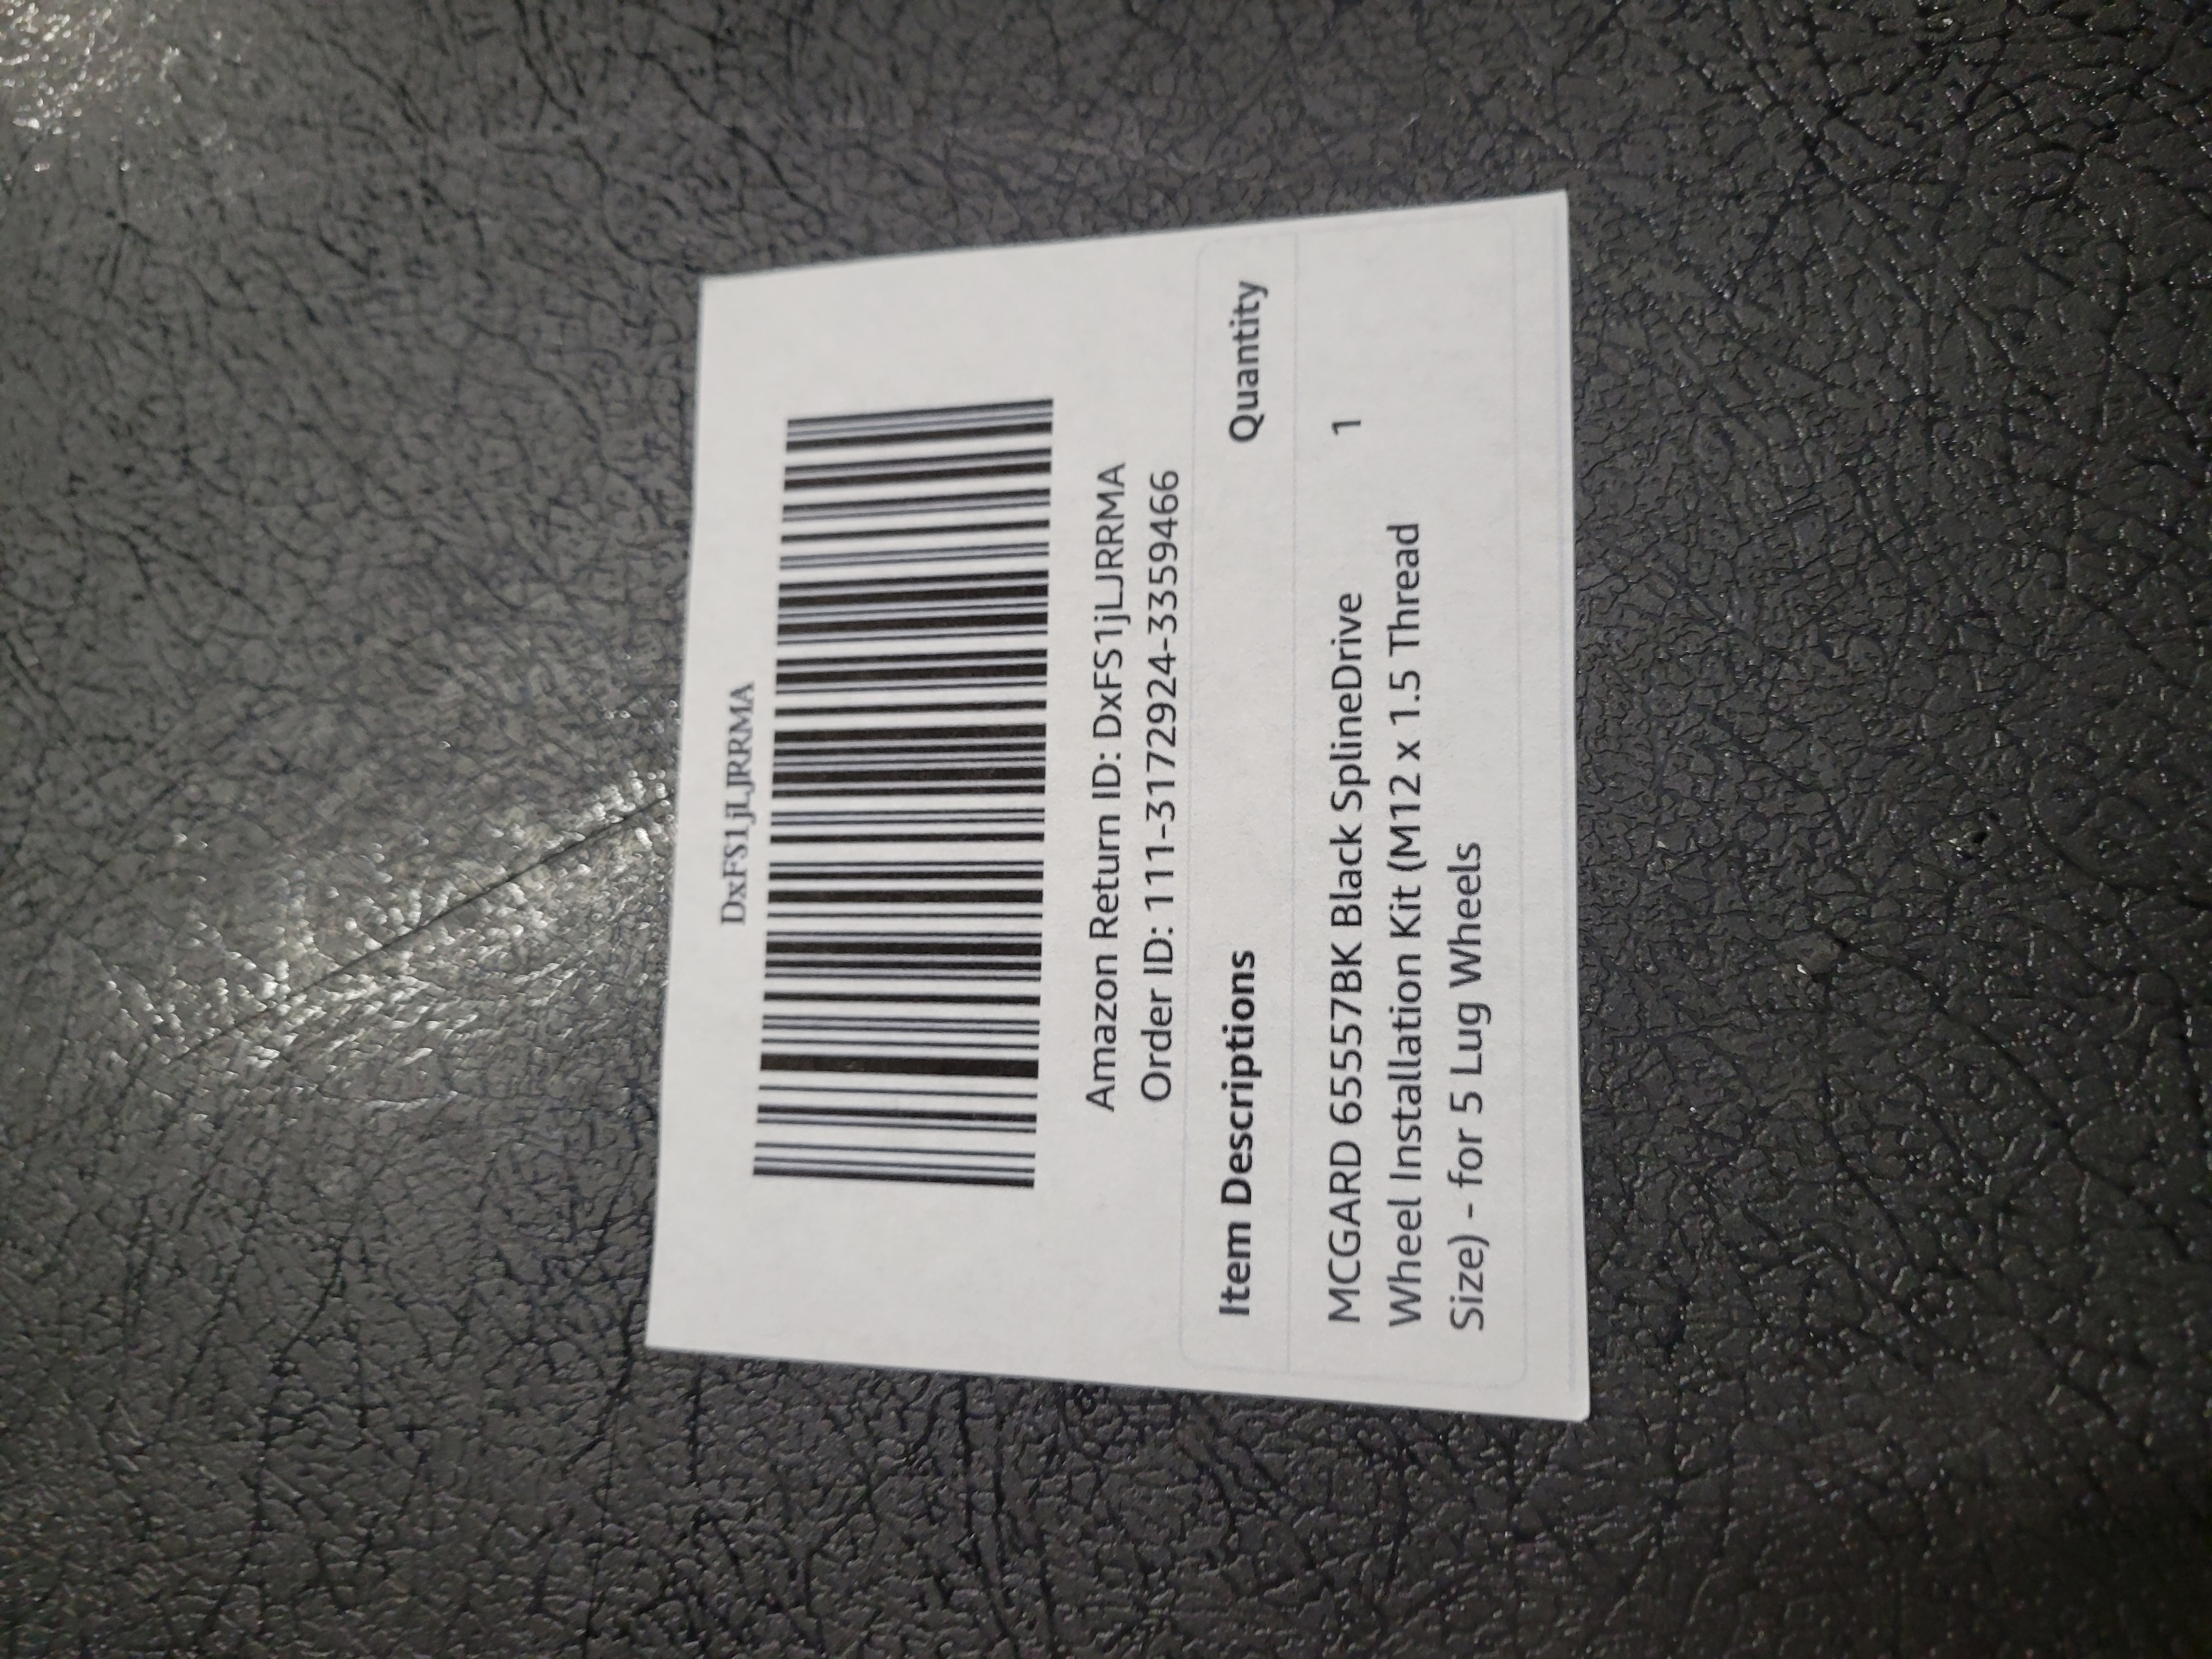 DxFS1jLJRRMA
Amazon Return ID: DxFS1jLJRRMA
Order ID: 111-3172924-3359466
Item Descriptions Quantity
MCGARD 65557BK Black SplineDrive 1
Wheel Installation Kit (M12 x 1.5 Thread
Size) - for 5 Lug Wheels